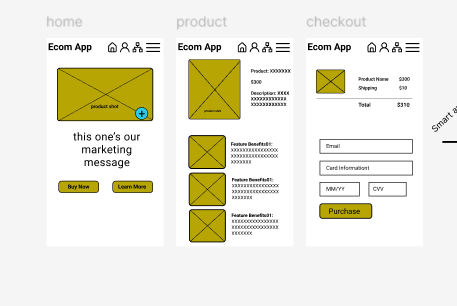 home
product
checkout
Ecom App
product shot
this one's our
marketing
message
Buy Now
Learn More
Ecom App
product shot
Product: XXXXXXX
$300
Description: XXXX
XXXXXXXXXXXX
XXXXXXXXXXXX
Feature Benefits01:
XXXXXXXXXXXXXXX
XXXXXXXXXXXXXXX
XXXXXXX
Feature Benefits01:
XXXXXXXXXXXXXXX
XXXXXXXXXXXXXXX
XXXXXXX
Feature Benefits01:
XXXXXXXXXXXXXXX
XXXXXXXXXXXXXXX
XXXXXXX
Ecom App
Product Name $300
Shipping $10
Total $310
Email
Card Informationt
MM/YY
CVV
Purchase
Smart